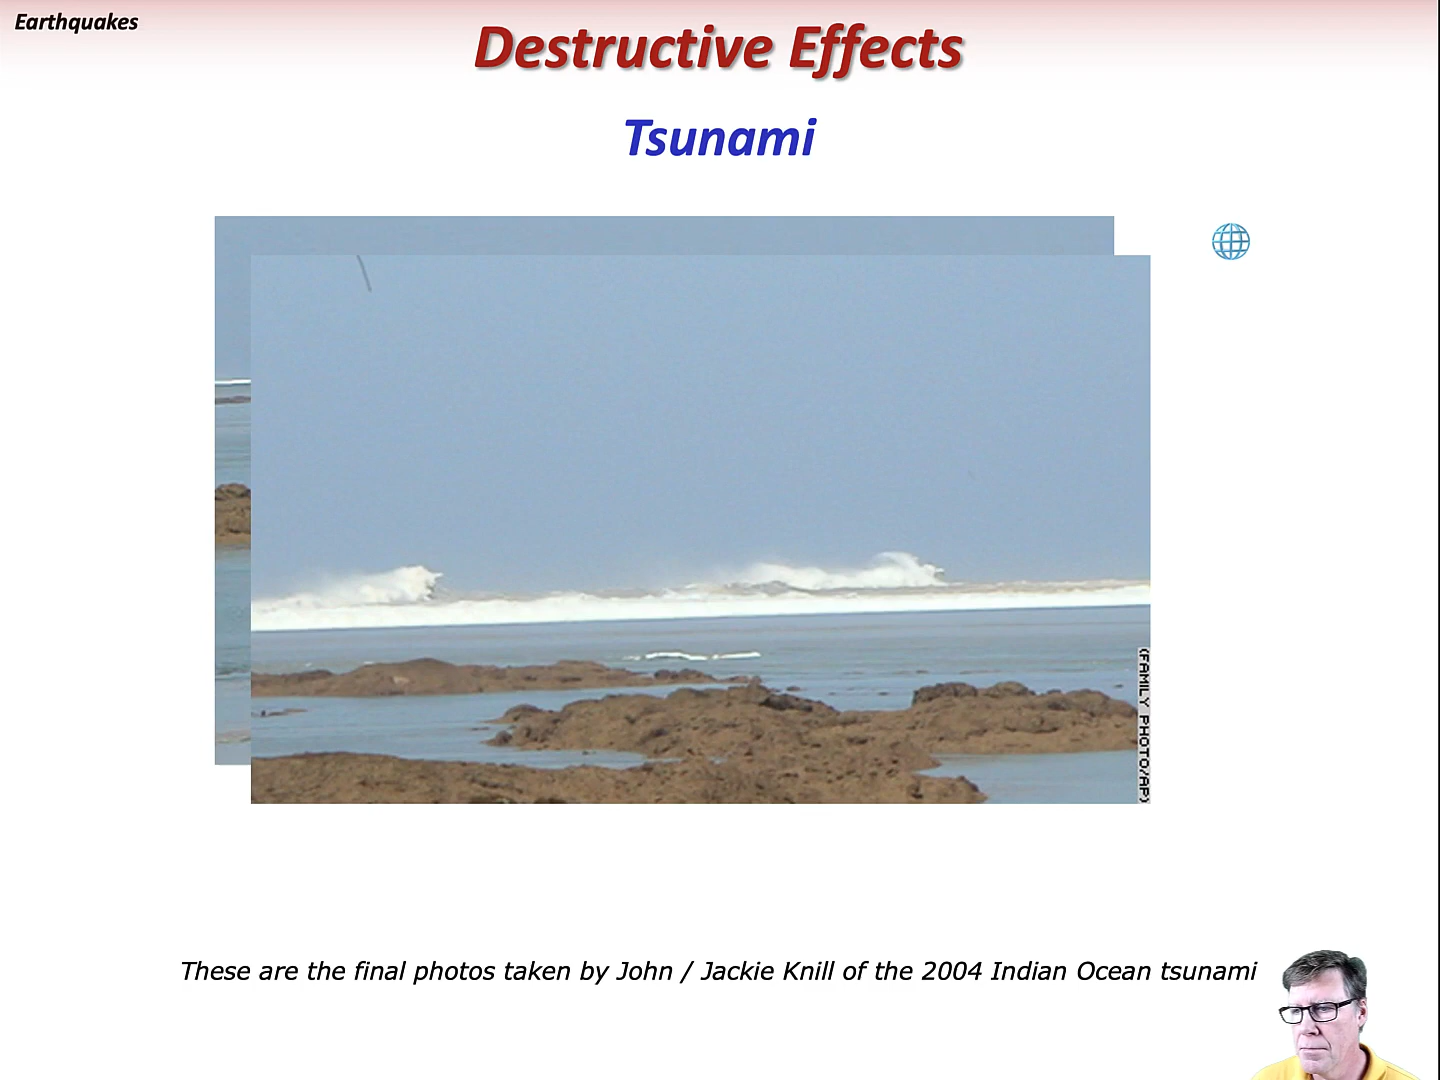 Earthquakes
Destructive Effects
Tsunami
(FAMILY PHOTO/AP)
These are the final photos taken by John / Jackie Knill of the 2004 Indian Ocean tsunami